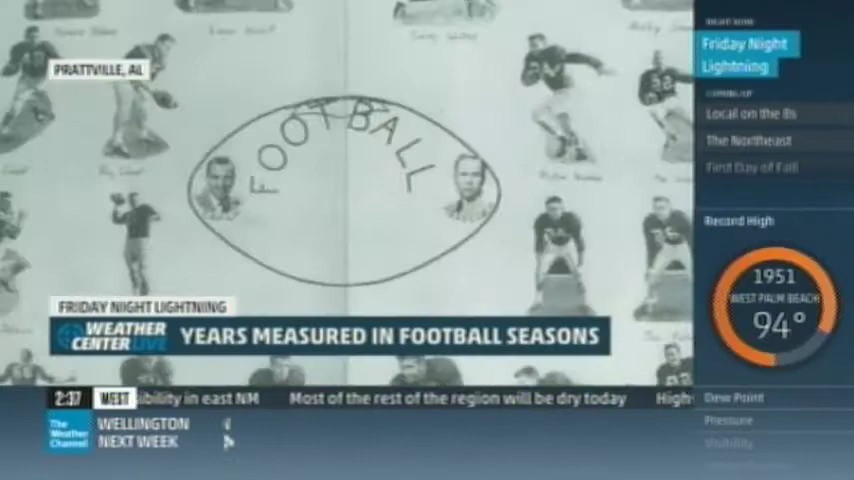 PRATTVILLE, AL
FOOTBALL
FRIDAY NIGHT LIGHTNING
WEATHER CENTER LIVE
YEARS MEASURED IN FOOTBALL SEASONS
2:37 WEST ibility in east NM Most of the rest of the region will be dry today High
The Weather Channel
WELLINGTON
NEXT WEEK
RIGHT NOW
Friday Night
Lightning
COMING UP
Local on the 8s
The Northeast
First Day of Fall
Record High
1951
WEST PALM BEACH
94°
Dew Point
Pressure
Visibility